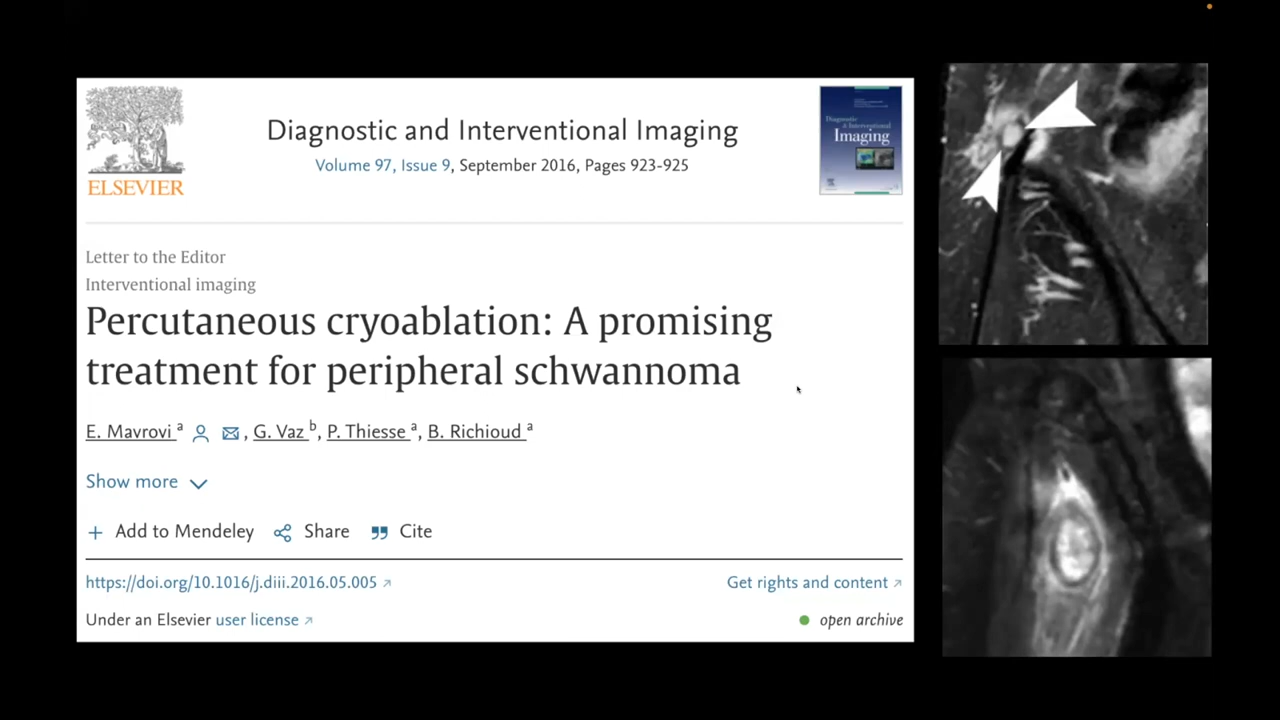 ELSEVIER
Diagnostic and Interventional Imaging
Volume 97, Issue 9, September 2016, Pages 923-925
Diagnostic
& Interventional
Imaging
Letter to the Editor
Interventional imaging
Percutaneous cryoablation: A promising
treatment for peripheral schwannoma
E. Mavrovi a , G. Vaz b, P. Thiesse a, B. Richioud a
Show more
Add to Mendeley Share Cite
https://doi.org/10.1016/j.diii.2016.05.005 Get rights and content
Under an Elsevier user license open archive